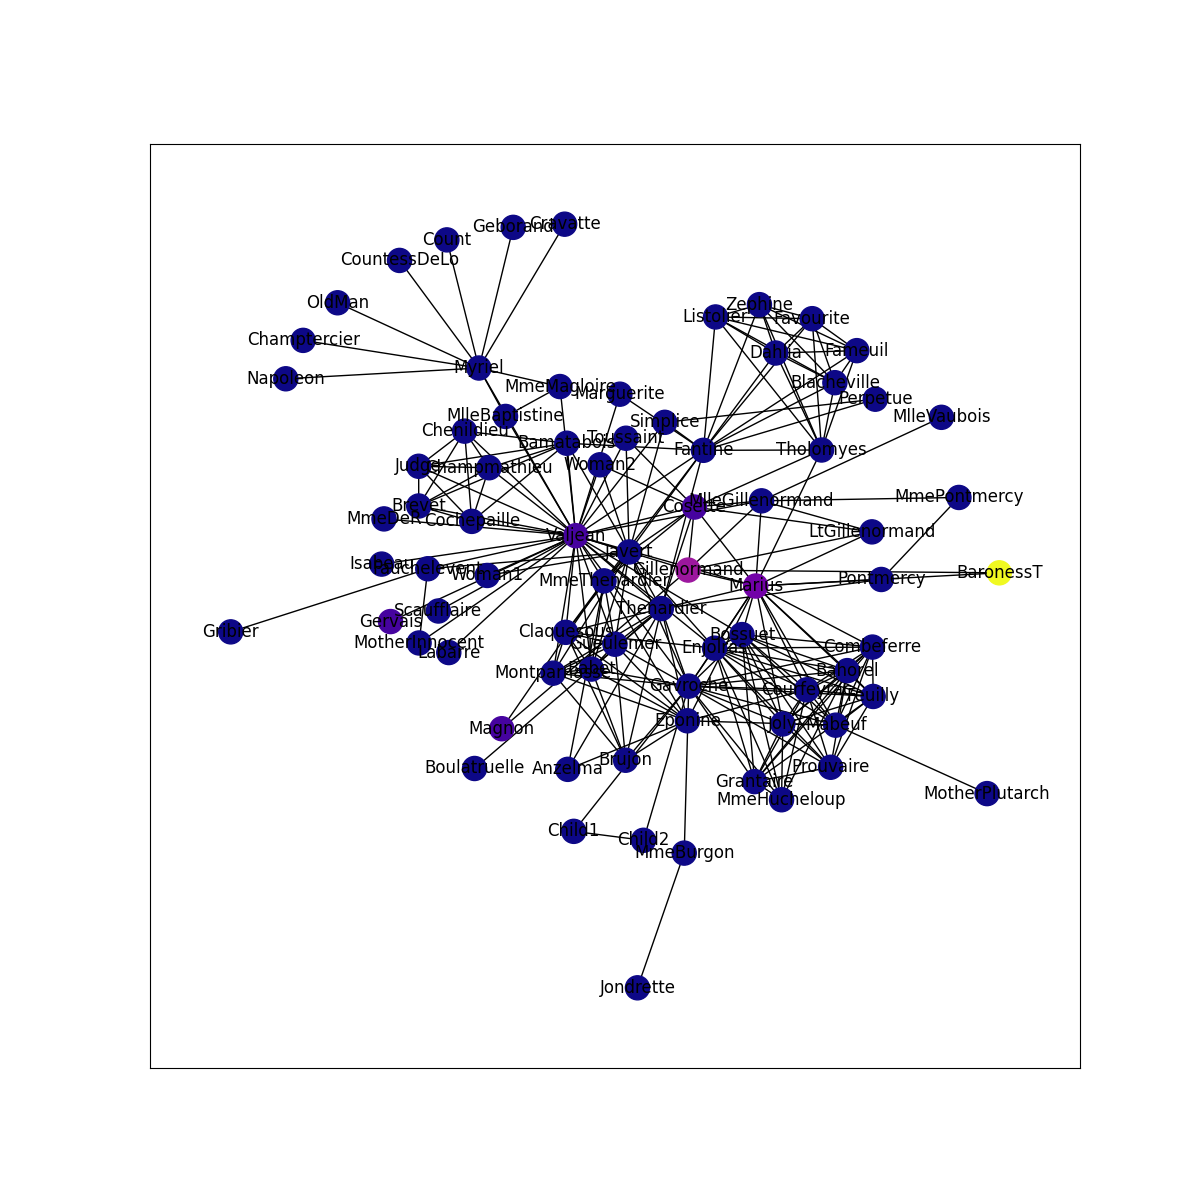 Cravatte
Geborand
Count
CountessDeLo
OldMan
Zephine
Listolier
Favourite
Champtercier
Fameuil
Dahlia
Myriel
Napoleon
Blacheville
MmeMagloire
Marguerite
Perpetue
MlleBaptistine
MlleVaubois
Simplice
Chenildieu
Toussaint
Bamatabois
Fantine
Tholomyes
Judge
Champmathieu
Woman2
MmePontmercy
MlleGillenormand
Brevet
Cosette
MmeDeR
Cochepaille
LtGillenormand
Valjean
Javert
Isabeau
Fauchelevent
Gillenormand
BaronessT
Woman1
MmeThenardier
Pontmercy
Marius
Thenardier
Scaufflaire
Gervais
Gribier
Claquesous
Bossuet
MotherInnocent
Gueulemer
Enjolras
Combeferre
Labarre
Babet
Bahorel
Montparnasse
Gavroche
Courfeyrac
Feuilly
Eponine
Joly
Mabeuf
Magnon
Brujon
Boulatruelle
Anzelma
Prouvaire
Grantaire
MotherPlutarch
MmeHucheloup
Child1
Child2
MmeBurgon
Jondrette